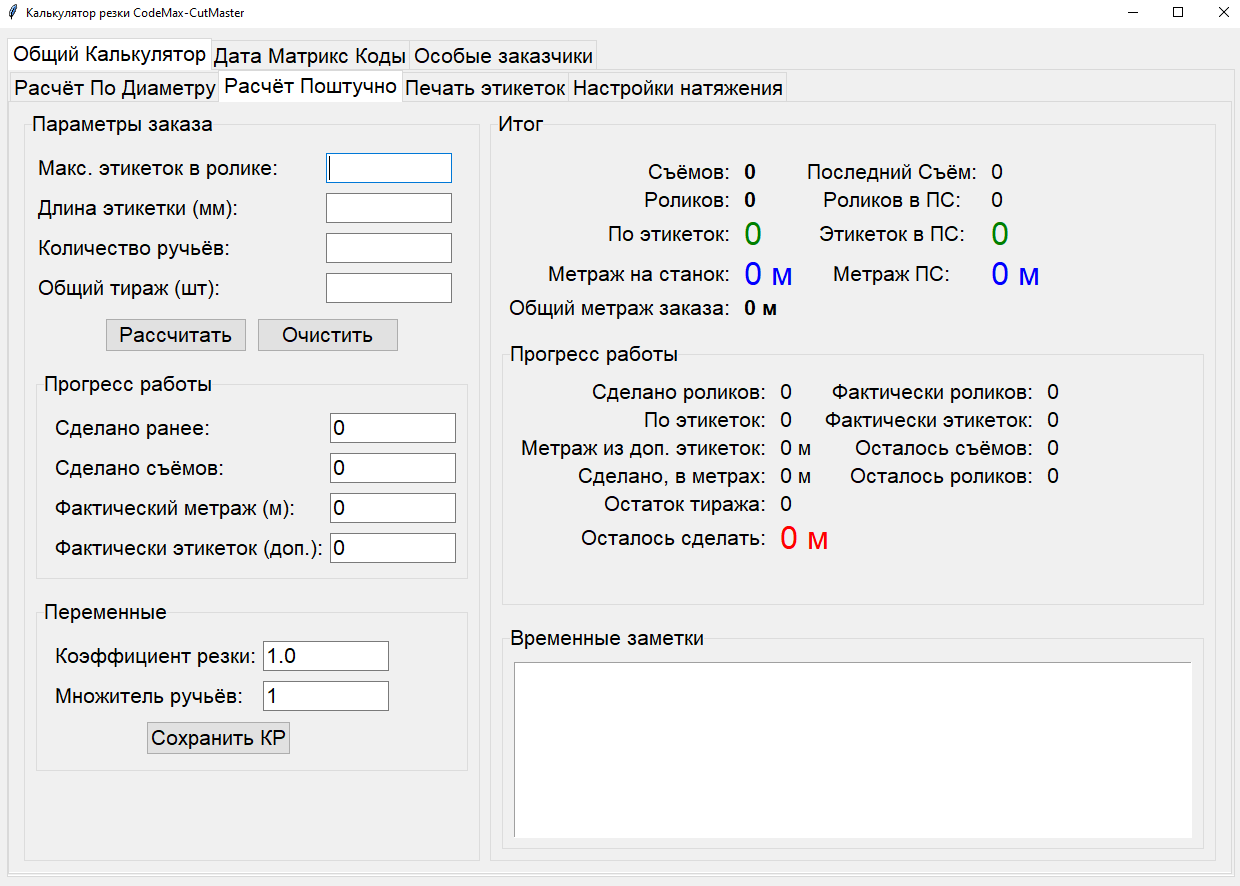 Калькулятор резки CodeMax-CutMaster
Общий Калькулятор Дата Матрикс Коды Особые заказчики
Расчёт По Диаметру Расчёт Поштучно Печать этикеток Настройки натяжения
Параметры заказа
Макс. этикеток в ролике:
Длина этикетки (мм):
Количество ручьёв:
Общий тираж (шт):
Рассчитать Очистить
Прогресс работы
Сделано ранее: 0
Сделано съёмов: 0
Фактический метраж (м): 0
Фактически этикеток (доп.): 0
Переменные
Коэффициент резки: 1.0
Множитель ручьёв: 1
Сохранить КР
Итог
Съёмов: 0 Последний Съём: 0
Роликов: 0 Роликов в ПС: 0
По этикеток: 0 Этикеток в ПС: 0
Метраж на станок: 0 м Метраж ПС: 0 м
Общий метраж заказа: 0 м
Прогресс работы
Сделано роликов: 0 Фактически роликов: 0
По этикеток: 0 Фактически этикеток: 0
Метраж из доп. этикеток: 0 м Осталось съёмов: 0
Сделано, в метрах: 0 м Осталось роликов: 0
Остаток тиража: 0
Осталось сделать: 0 м
Временные заметки